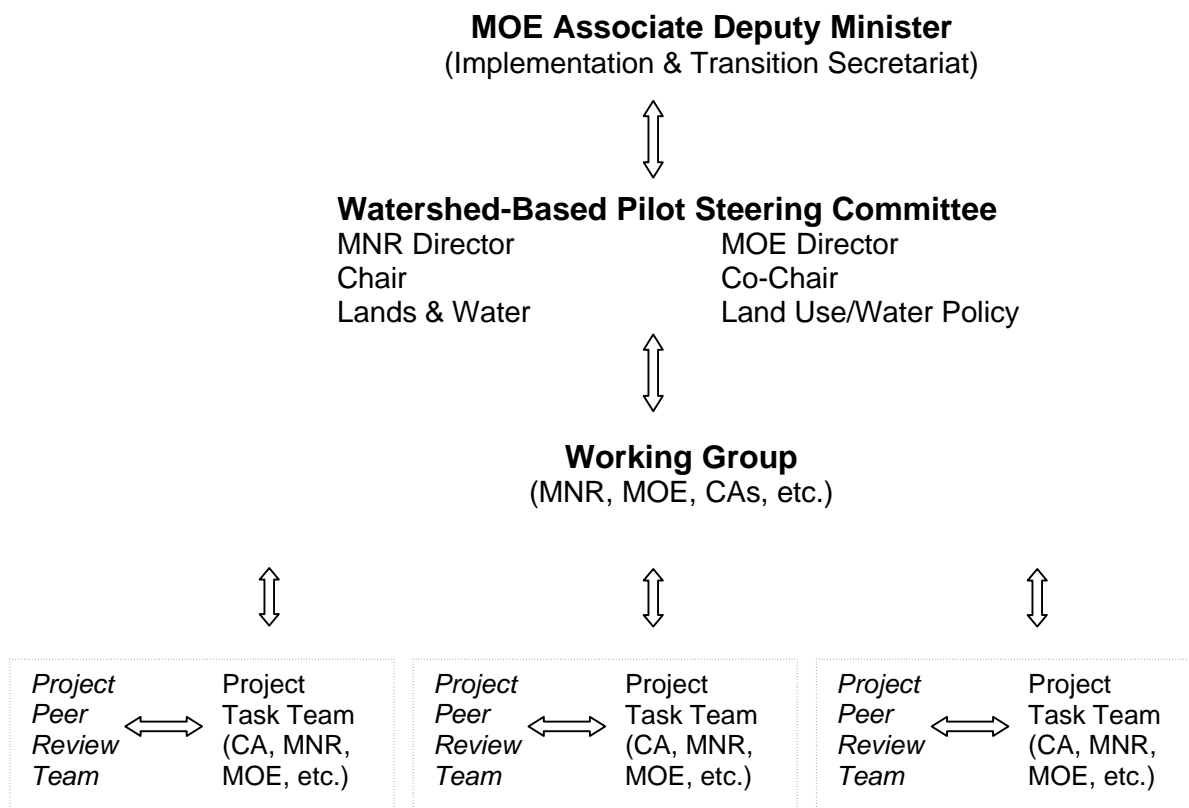 MOE Associate Deputy Minister
(Implementation & Transition Secretariat)
Watershed-Based Pilot Steering Committee
MNR Director
Chair
Lands & Water
MOE Director
Co-Chair
Land Use/Water Policy
Working Group
(MNR, MOE, CAs, etc.)
Project
Peer
Review
Team
Project
Task Team
(CA, MNR,
MOE, etc.)
Project
Peer
Review
Team
Project
Task Team
(CA, MNR,
MOE, etc.)
Project
Peer
Review
Team
Project
Task Team
(CA, MNR,
MOE, etc.)